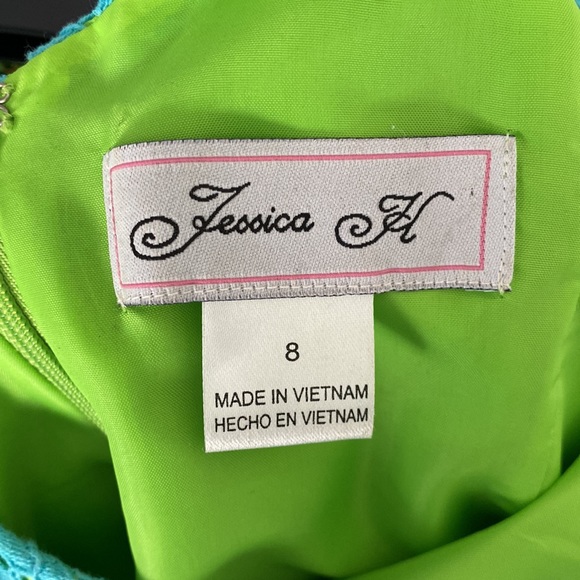 Jessica H
8
MADE IN VIETNAM
HECHO EN VIETNAM